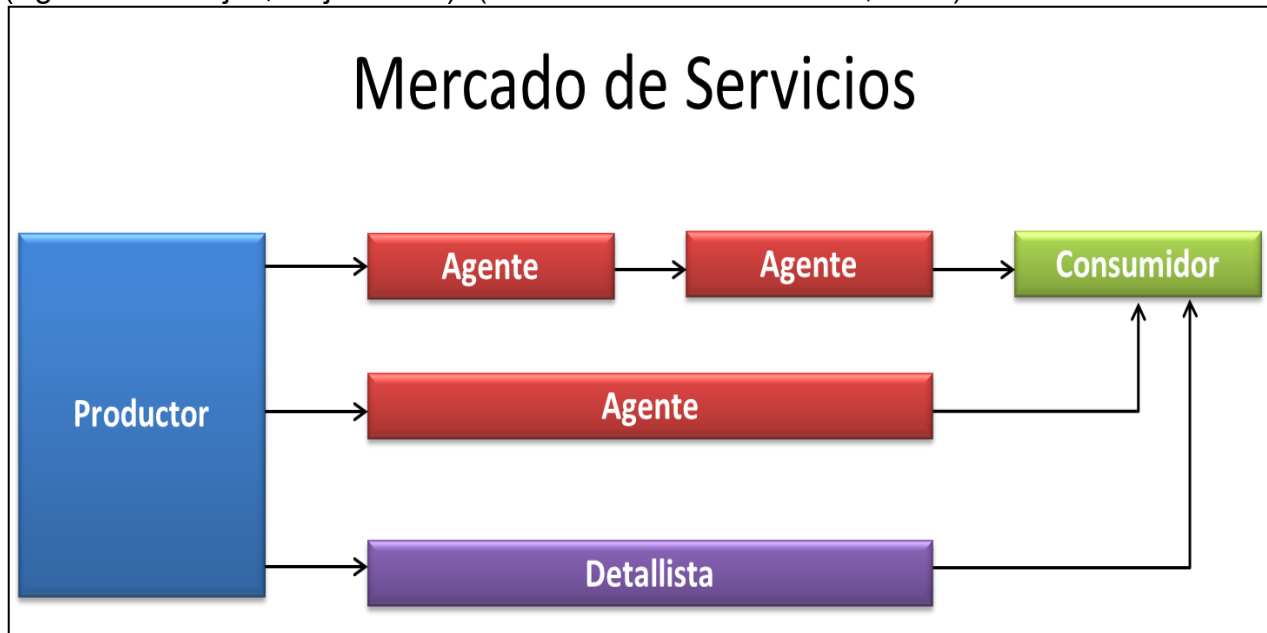 Mercado de Servicios
Agente
Agente
Consumidor
Productor
Agente
Detallista